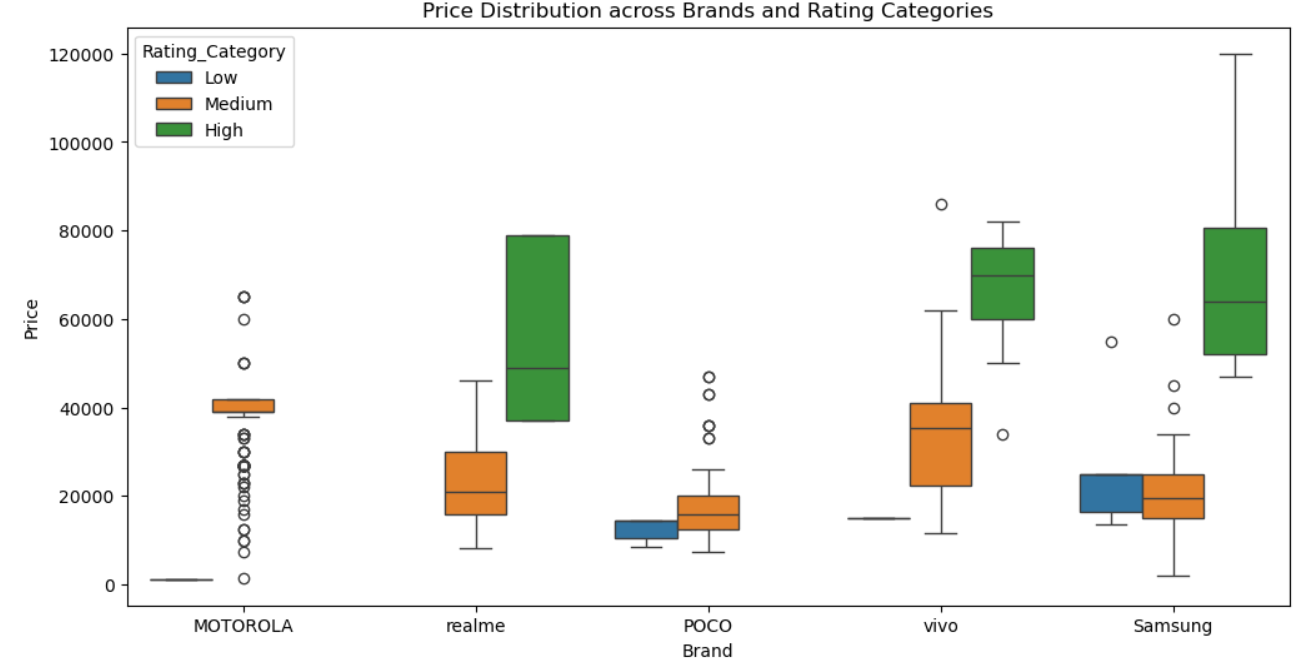 Price Distribution across Brands and Rating Categories
Rating_Category
Low
Medium
High
120000
100000
80000
60000
40000
20000
0
Price
MOTOROLA
realme
POCO
vivo
Samsung
Brand